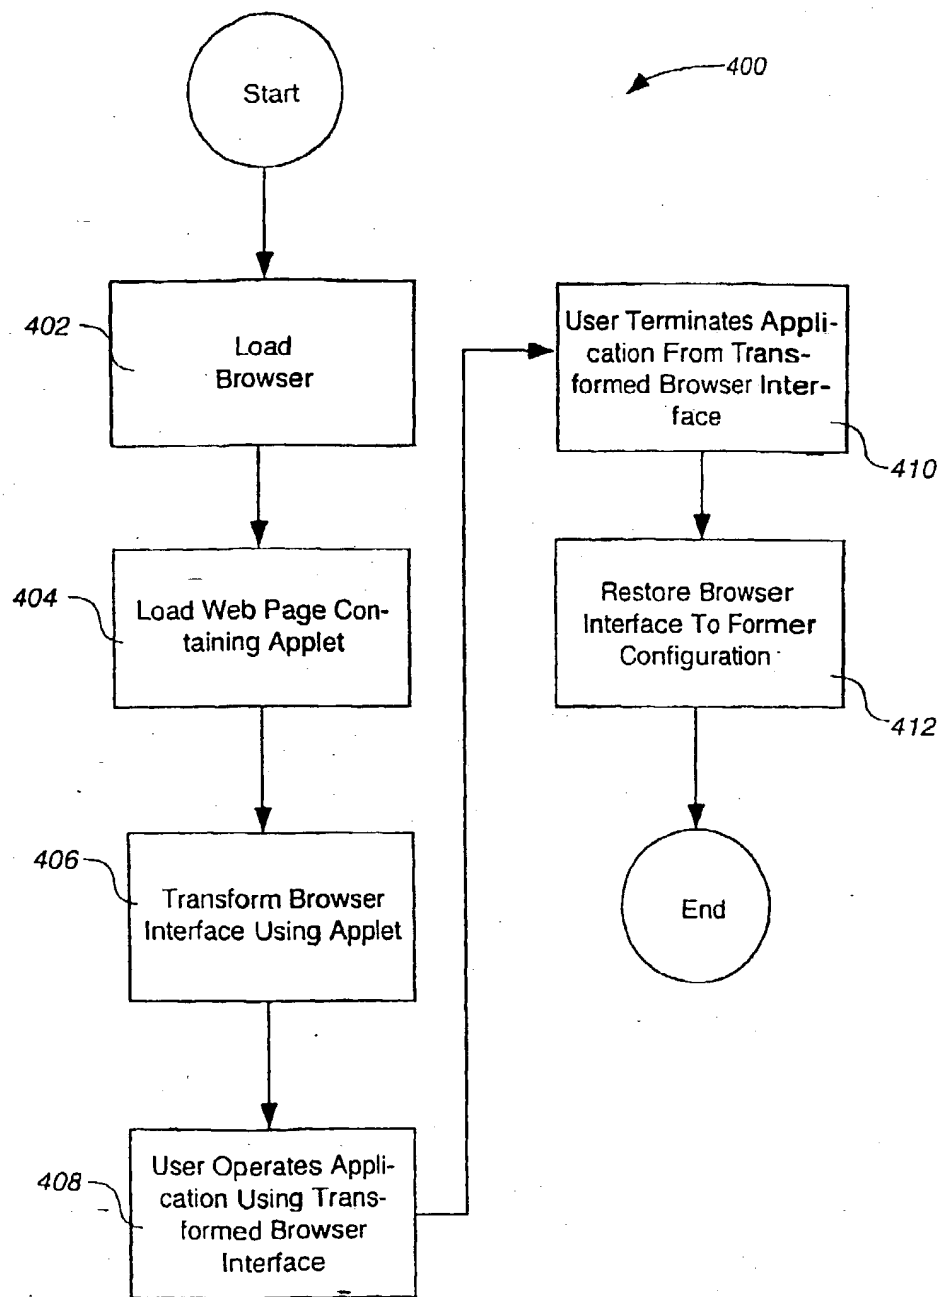 Start
400
402
Load
Browser
404
Load Web Page Con-
taining Applet
406
Transform Browser
Interface Using Applet
408
User Operates Appli-
cation Using Trans-
formed Browser
Interface
User Terminates Appli-
cation From Trans-
formed Browser Inter-
face
410
Restore Browser
Interface To Former
Configuration
412
End